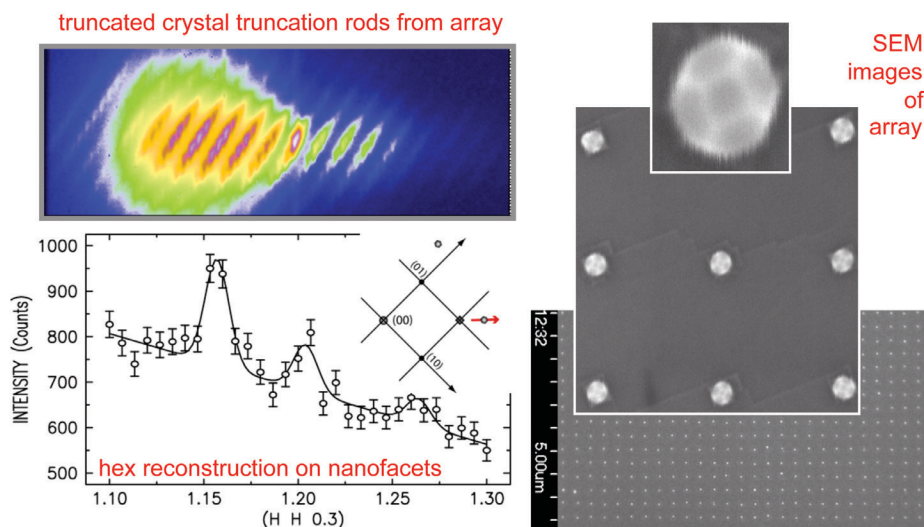 truncated crystal truncation rods from array
SEM
images
of
array
1000
900
800
700
600
500
INTENSITY (Counts)
(01)
(00)
(10)
hex reconstruction on nanofacets
1.10
1.15
1.20
1.25
1.30
(H H 0.3)
12:32
5.00um